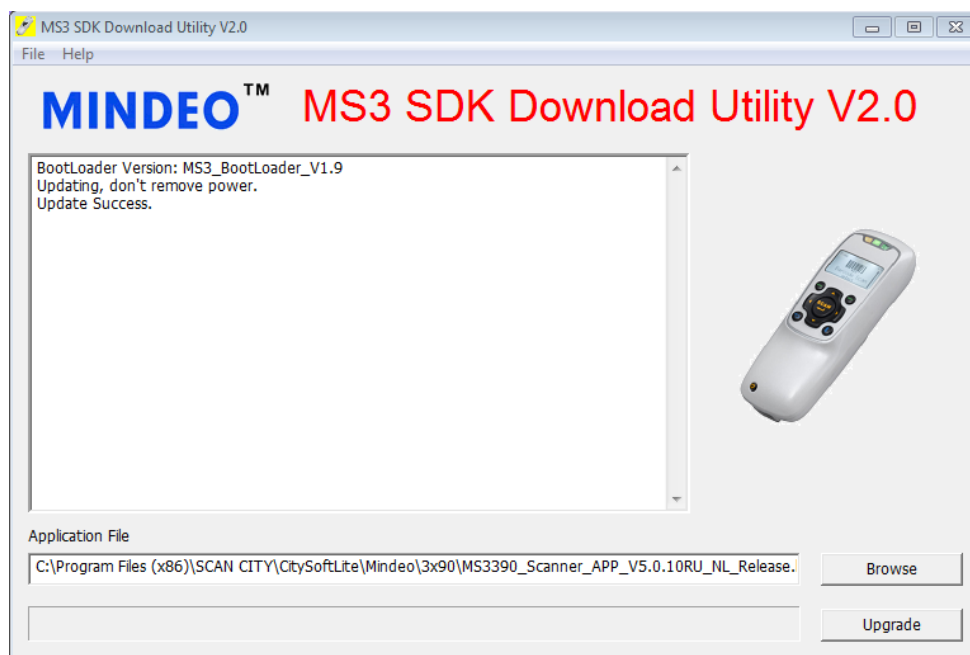 MS3 SDK Download Utility V2.0
File Help
MINDEO™ MS3 SDK Download Utility V2.0
BootLoader Version: MS3_BootLoader_V1.9
Updating, don't remove power.
Update Success.
SCAN
Application File
C:\Program Files (x86)\SCAN CITY\CitySoftLite\Mindeo\3x90\MS3390_Scanner_APP_V5.0.10RU_NL_Release.
Browse
Upgrade